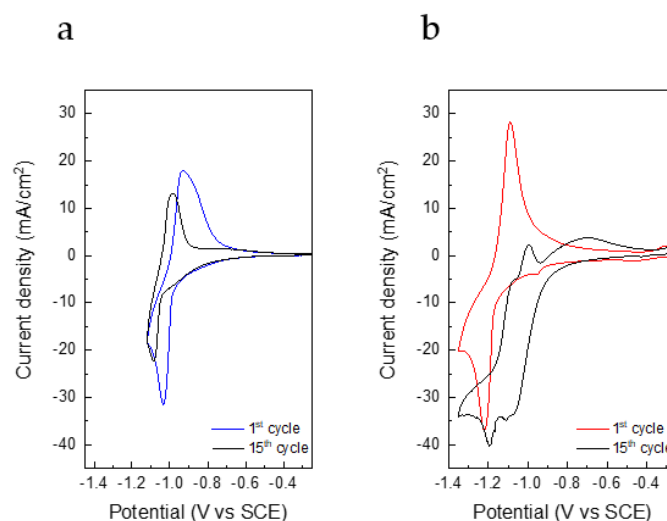 a
b
Current density (mA/cm²)
30
20
10
0
-10
-20
-30
-40
1st cycle
15th cycle
-1.4 -1.2 -1.0 -0.8 -0.6 -0.4
Potential (V vs SCE)
Current density (mA/cm²)
30
20
10
0
-10
-20
-30
-40
1st cycle
15th cycle
-1.4 -1.2 -1.0 -0.8 -0.6 -0.4
Potential (V vs SCE)